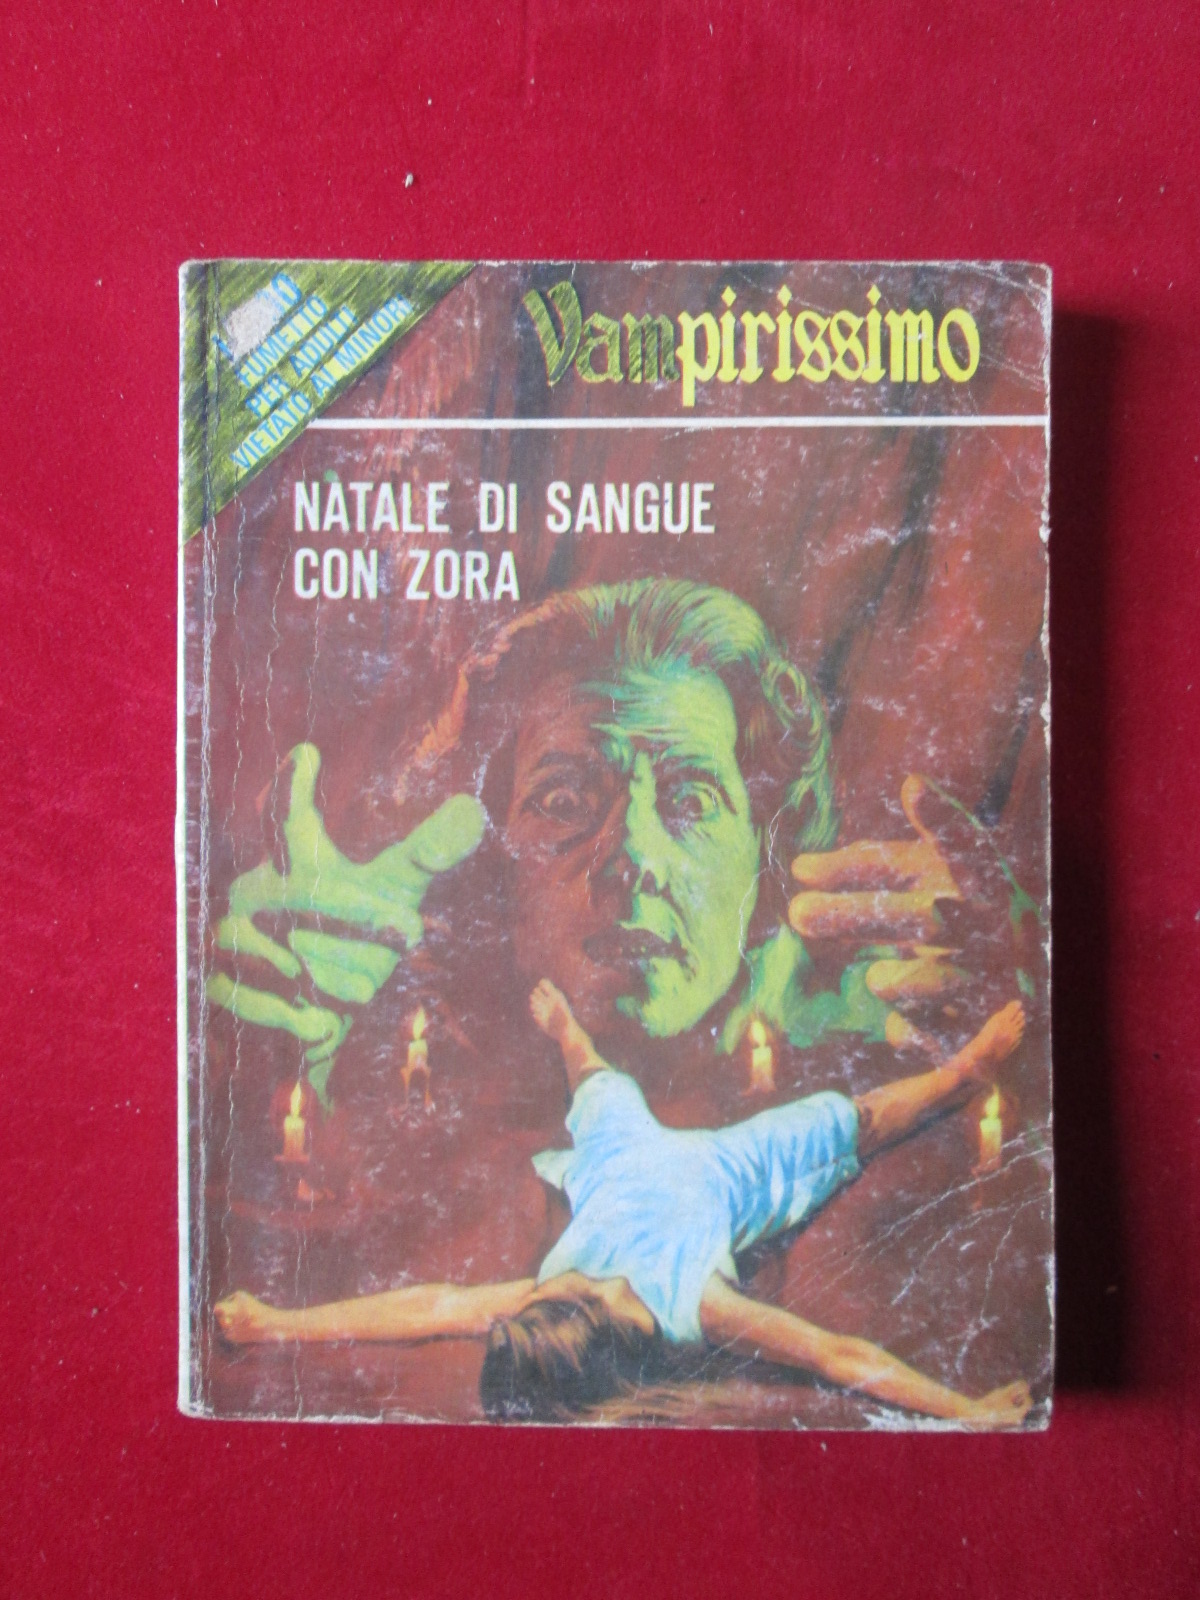 FUMETTO
PER ADULTI
VIETATO AI MINORI
Vampirissimo
NATALE DI SANGUE
CON ZORA